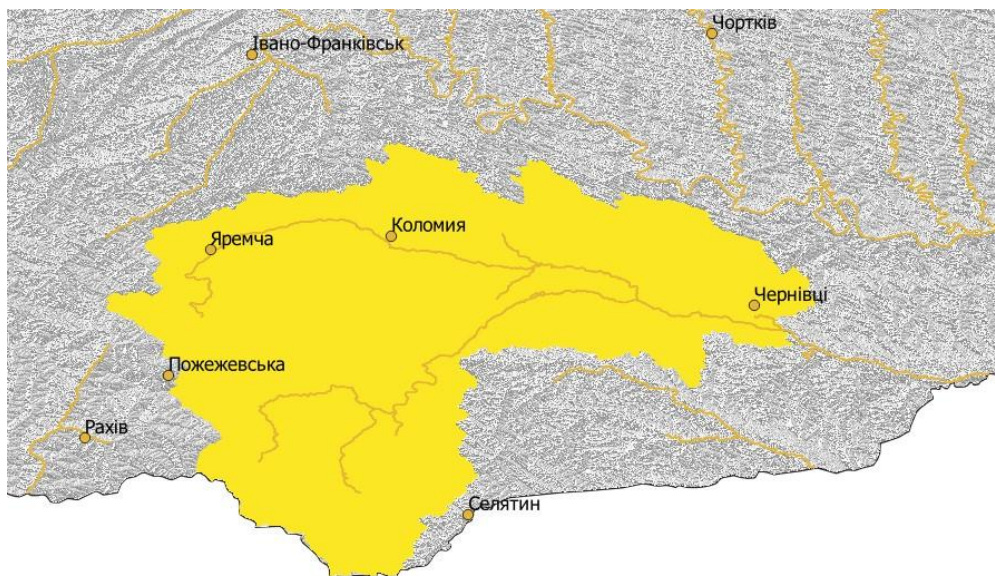 Чортків
Івано-Франківськ
Коломия
Яремча
Чернівці
Пожежевська
Рахів
Селятин